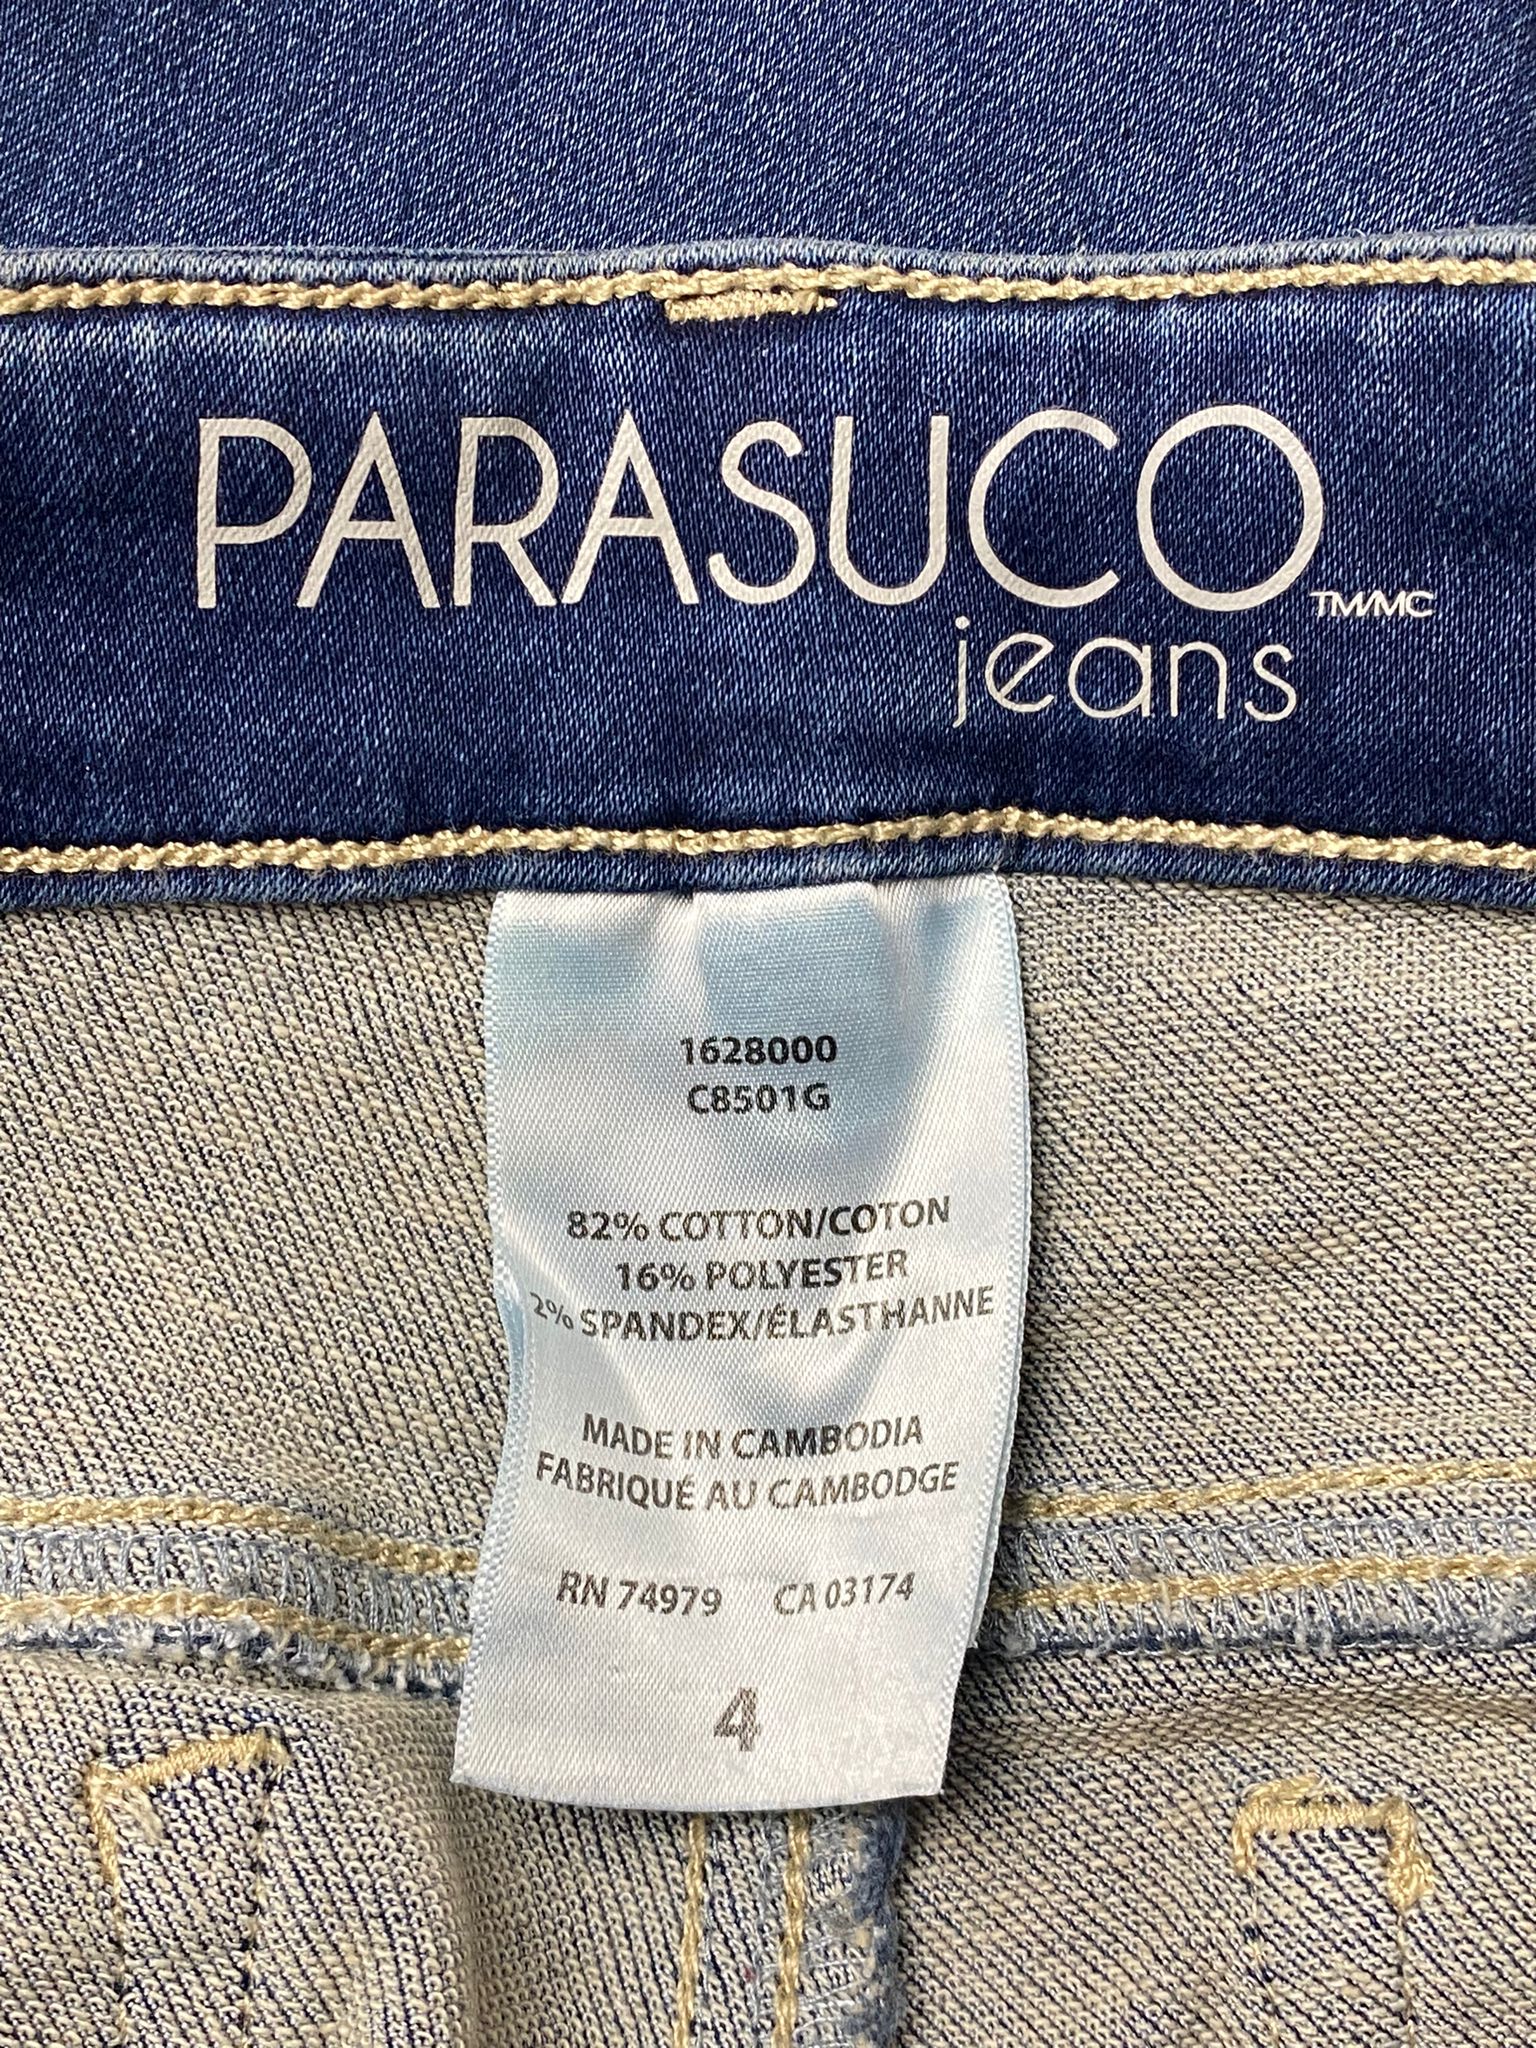 PARASUCO TM/MC
jeans
1628000
C8501G
82% COTTON/COTON
16% POLYESTER
2% SPANDEX/ÉLASTHANNE
MADE IN CAMBODIA
FABRIQUÉ AU CAMBODGE
RN 74979 CA 03174
4